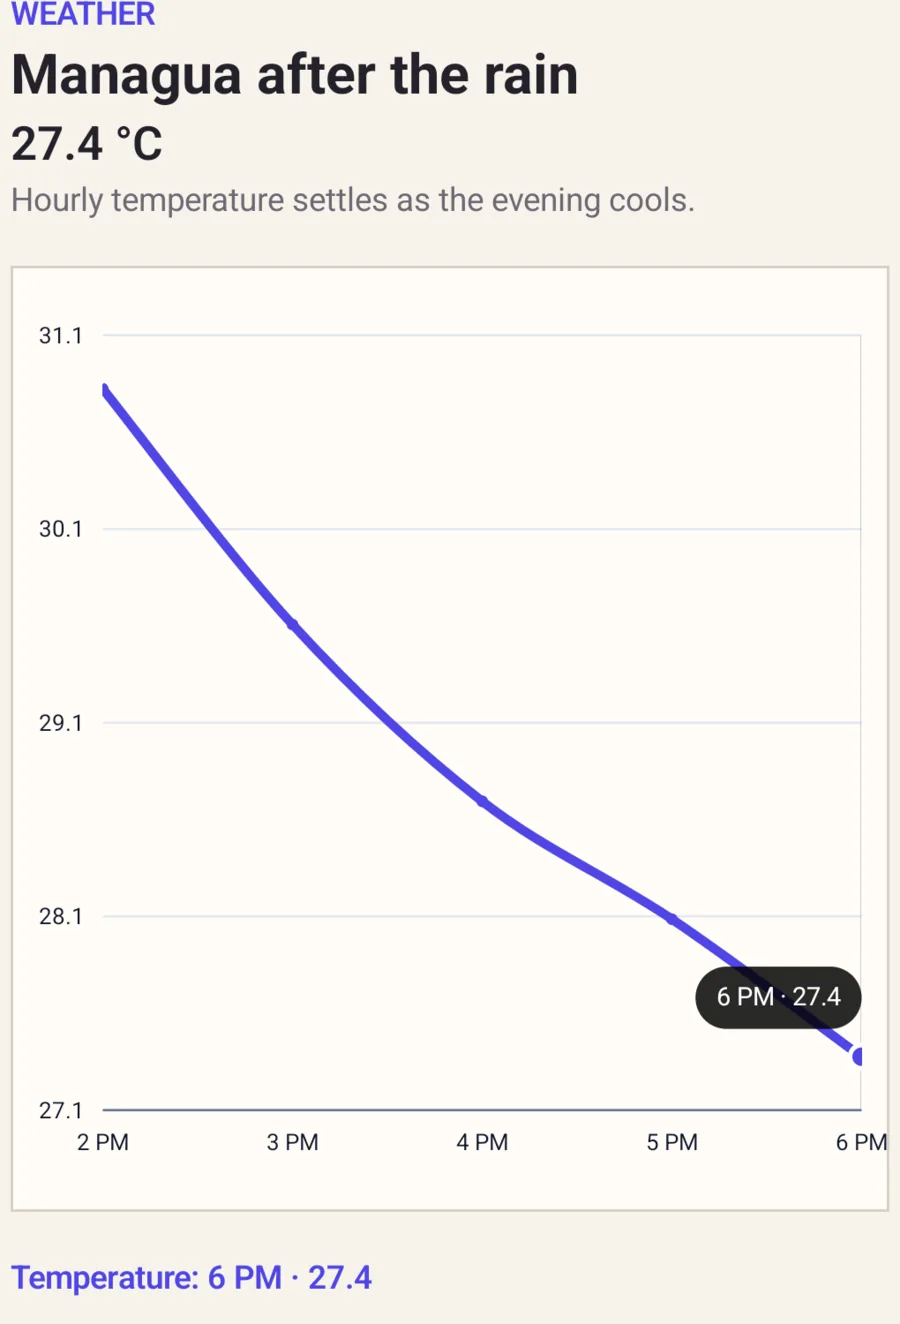 WEATHER
Managua after the rain
27.4 °C
Hourly temperature settles as the evening cools.
31.1
30.1
29.1
28.1
6 PM · 27.4
27.1
2 PM 3 PM 4 PM 5 PM 6 PM
Temperature: 6 PM · 27.4